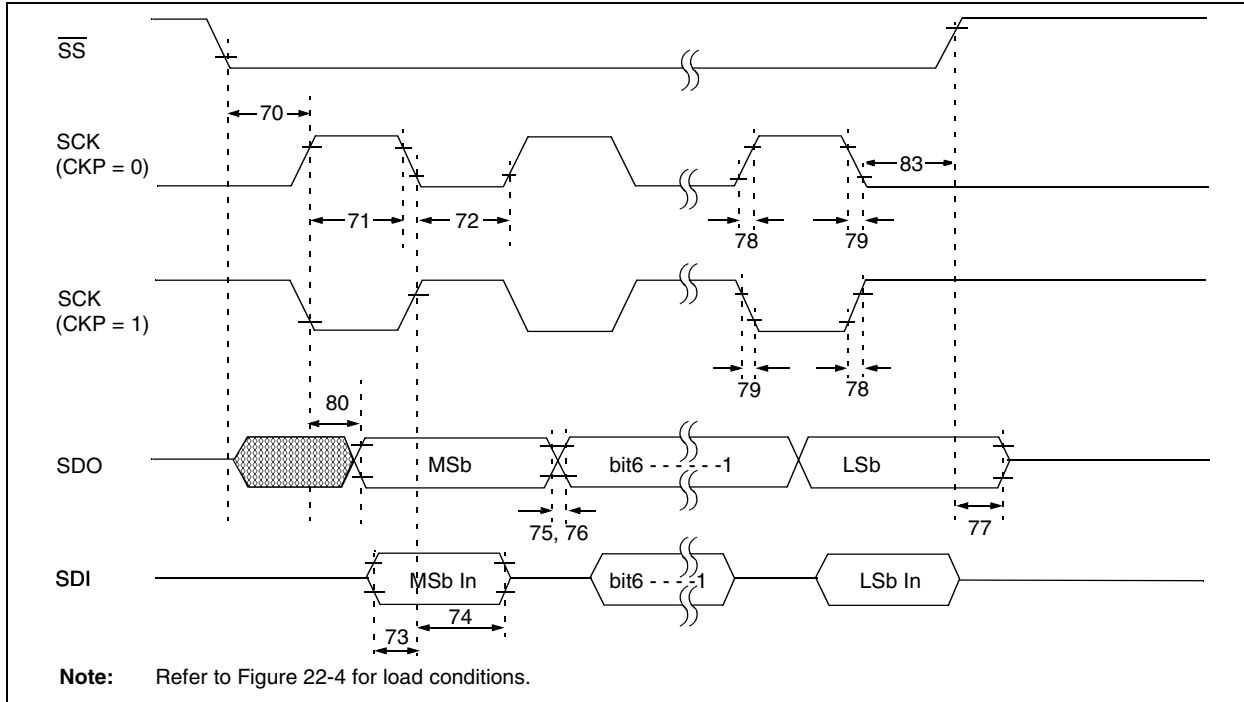 SS
70
SCK
(CKP = 0)
83
71
72
78
79
SCK
(CKP = 1)
79
78
80
SDO
MSb
bit6 - - - - - -1
LSb
75, 76
77
SDI
MSb In
bit6 - - - -1
LSb In
74
73
Note: Refer to Figure 22-4 for load conditions.